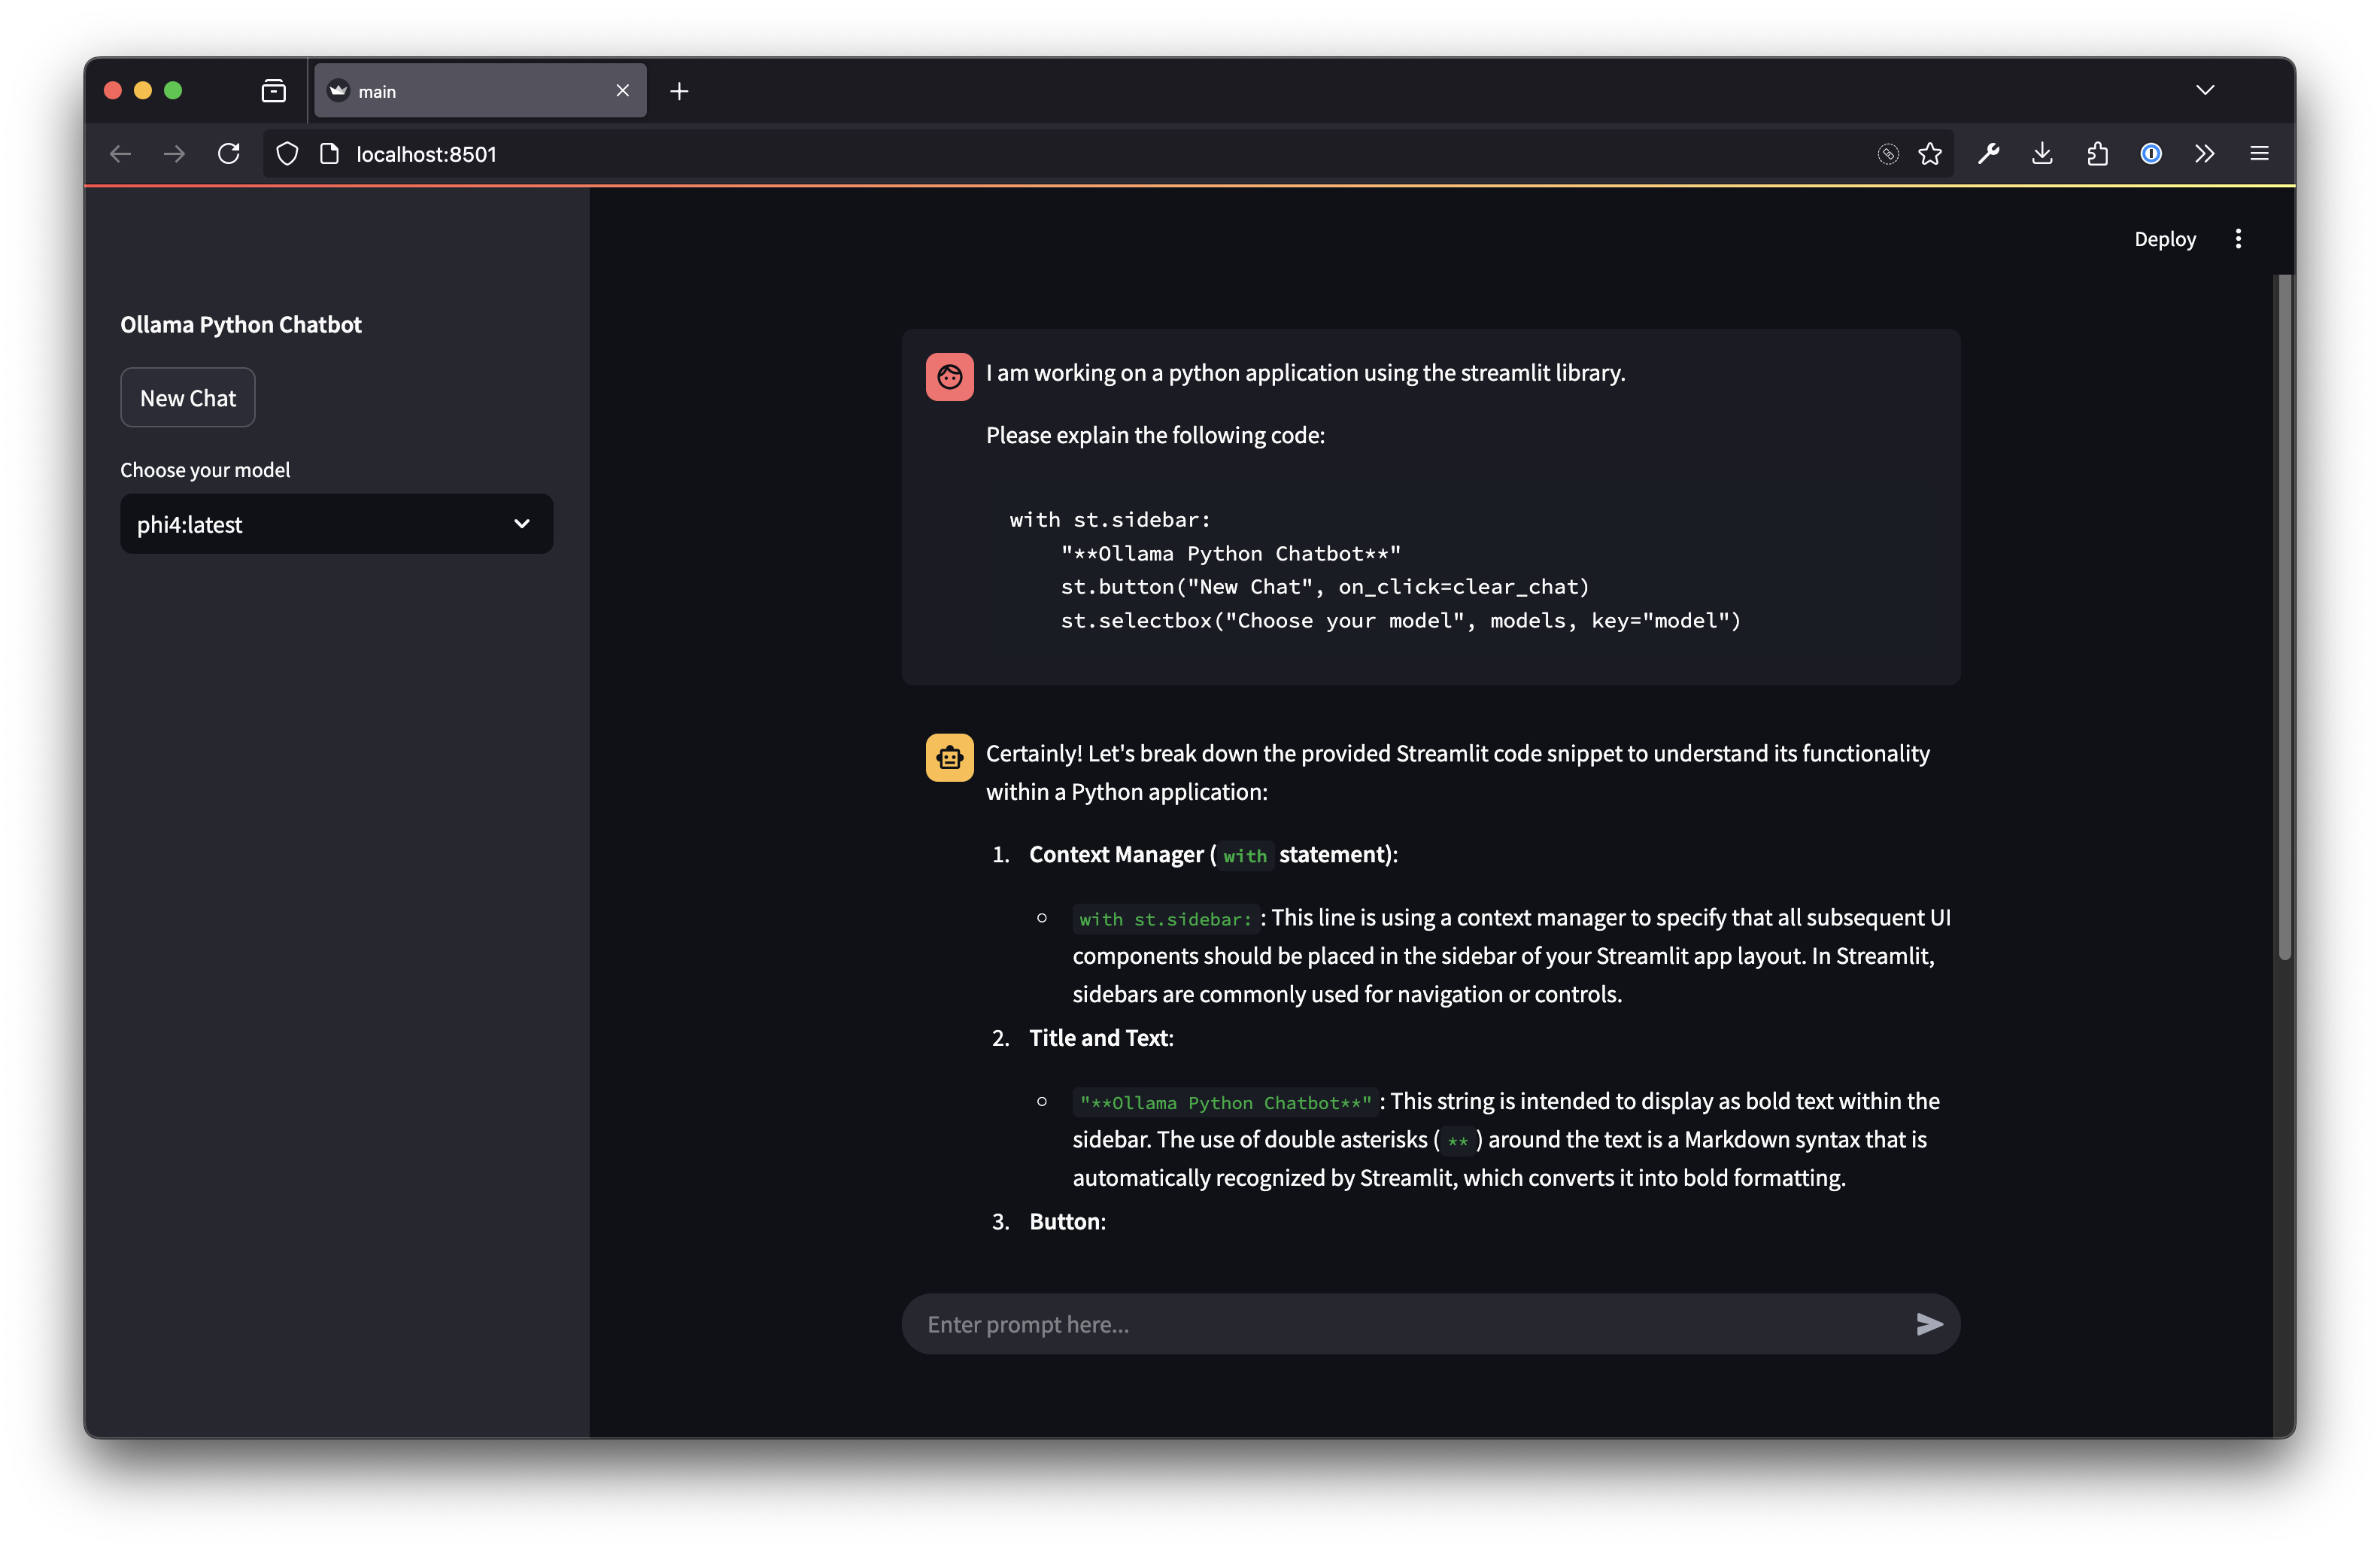 main
localhost:8501
Deploy
Ollama Python Chatbot
New Chat
Choose your model
phi4:latest
I am working on a python application using the streamlit library.
Please explain the following code:
with st.sidebar:
    "**Ollama Python Chatbot**"
    st.button("New Chat", on_click=clear_chat)
    st.selectbox("Choose your model", models, key="model")
Certainly! Let's break down the provided Streamlit code snippet to understand its functionality
within a Python application:
1. Context Manager ( with statement):
○ with st.sidebar: : This line is using a context manager to specify that all subsequent UI
components should be placed in the sidebar of your Streamlit app layout. In Streamlit,
sidebars are commonly used for navigation or controls.
2. Title and Text:
○ "**Ollama Python Chatbot**" : This string is intended to display as bold text within the
sidebar. The use of double asterisks ( ** ) around the text is a Markdown syntax that is
automatically recognized by Streamlit, which converts it into bold formatting.
3. Button:
Enter prompt here...